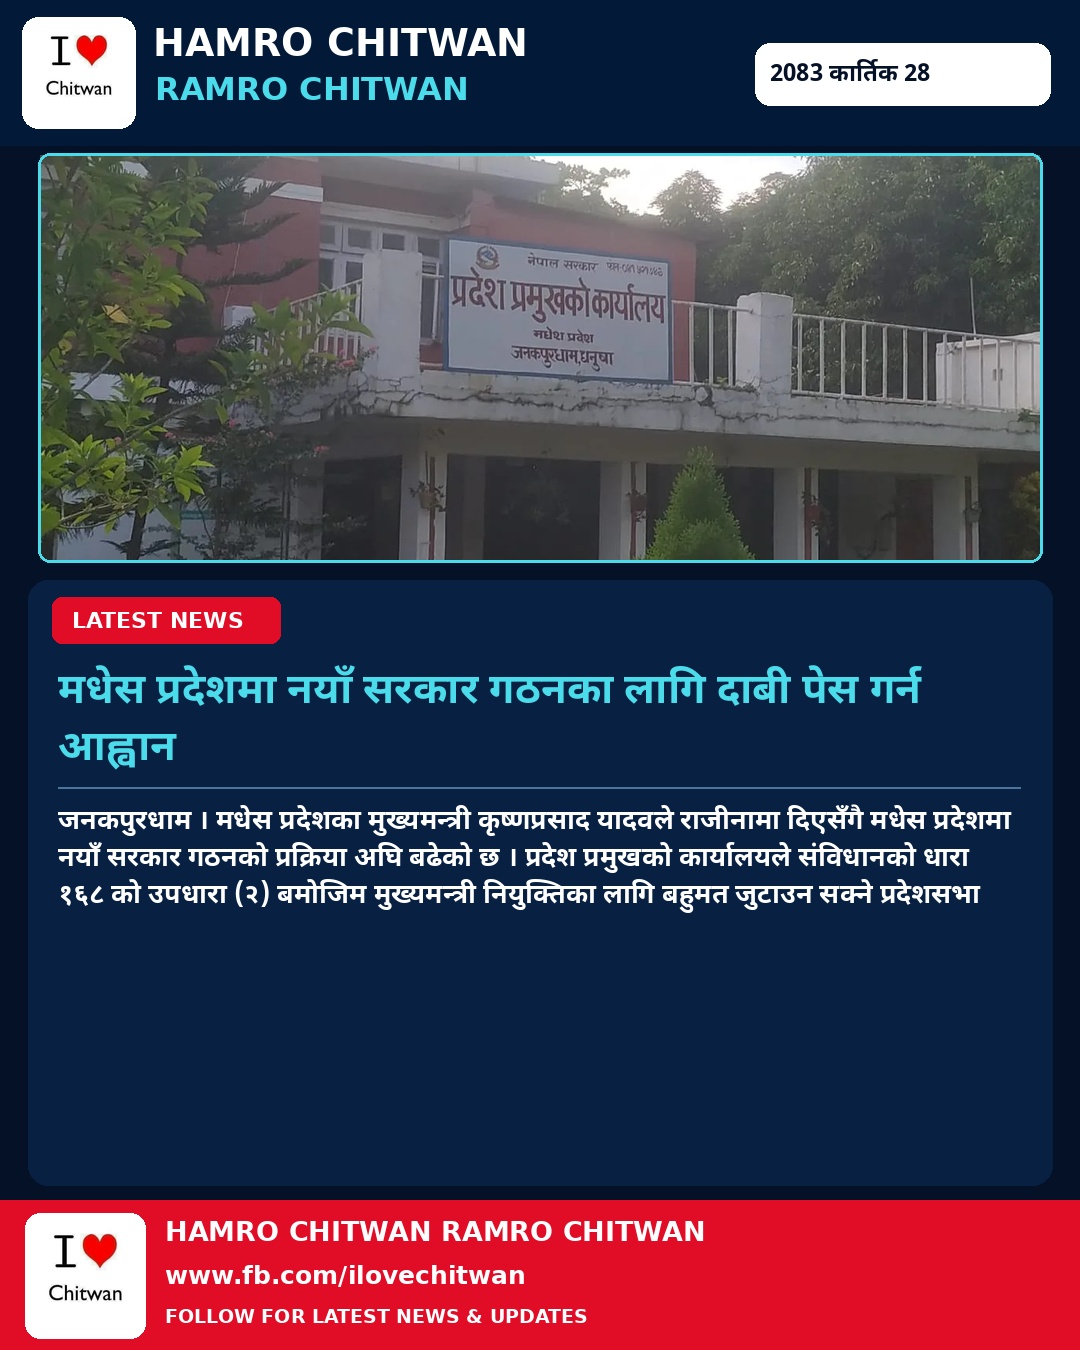 I ❤ Chitwan
HAMRO CHITWAN
RAMRO CHITWAN
2083 कार्तिक 28
नेपाल सरकार
प्रदेश प्रमुखको कार्यालय
मधेश प्रदेश
जनकपुरधाम,धनुषा
LATEST NEWS
मधेस प्रदेशमा नयाँ सरकार गठनका लागि दाबी पेस गर्न
आह्वान
जनकपुरधाम । मधेस प्रदेशका मुख्यमन्त्री कृष्णप्रसाद यादवले राजीनामा दिएसँगै मधेस प्रदेशमा
नयाँ सरकार गठनको प्रक्रिया अघि बढेको छ । प्रदेश प्रमुखको कार्यालयले संविधानको धारा
१६८ को उपधारा (२) बमोजिम मुख्यमन्त्री नियुक्तिका लागि बहुमत जुटाउन सक्ने प्रदेशसभा
I ❤ Chitwan
HAMRO CHITWAN RAMRO CHITWAN
www.fb.com/ilovechitwan
FOLLOW FOR LATEST NEWS & UPDATES